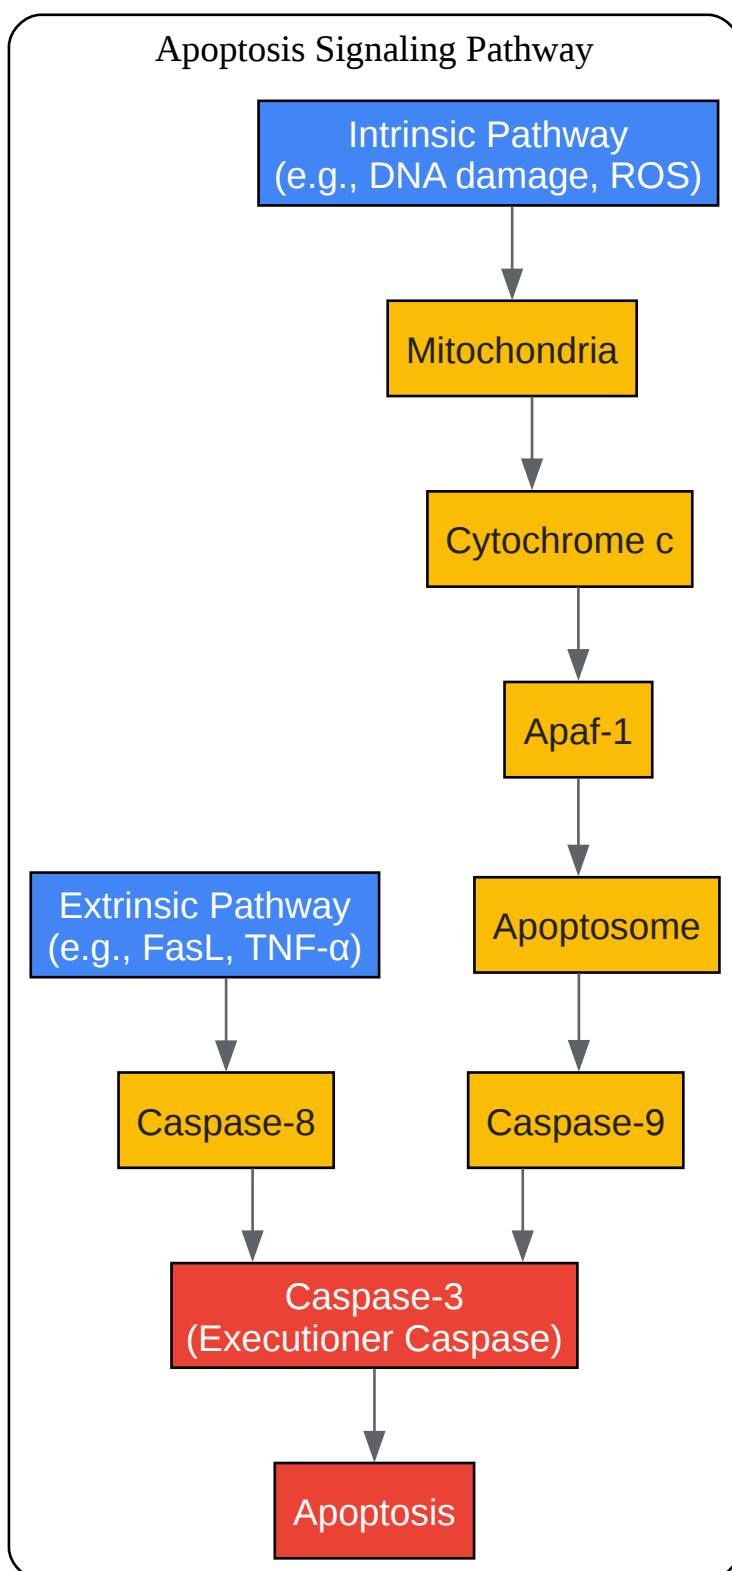 Apoptosis Signaling Pathway
Intrinsic Pathway
(e.g., DNA damage, ROS)
Mitochondria
Cytochrome c
Apaf-1
Extrinsic Pathway
(e.g., FasL, TNF-α)
Apoptosome
Caspase-8
Caspase-9
Caspase-3
(Executioner Caspase)
Apoptosis